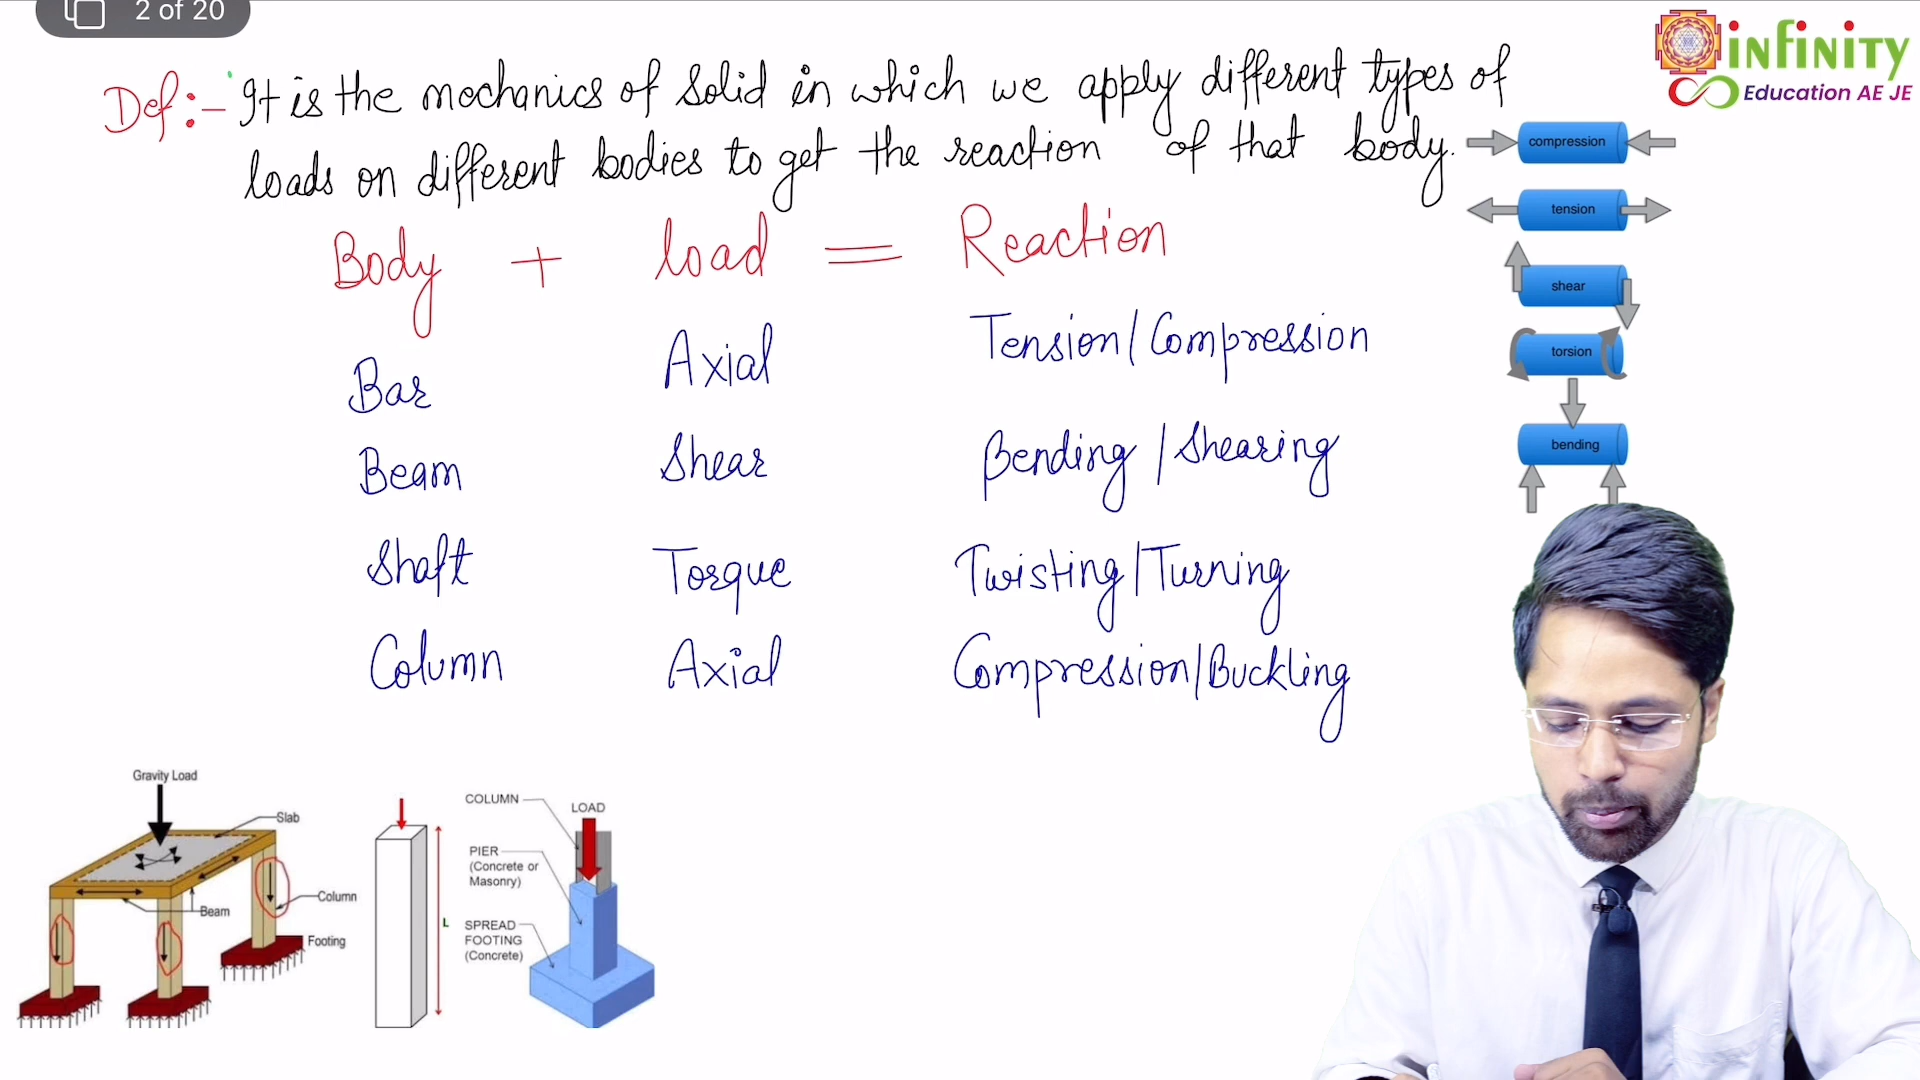 2 of 20
infinity
Education AE JE
Def:- It is the mechanics of solid in which we apply different types of
loads on different bodies to get the reaction of that body.
Body + load = Reaction
Bar Axial Tension/Compression
Beam Shear Bending/Shearing
Shaft Torque Twisting/Turning
Column Axial Compression/Buckling
compression
tension
shear
torsion
bending
Gravity Load
Slab
Column
Beam
Footing
L
COLUMN
LOAD
PIER
(Concrete or
Masonry)
SPREAD
FOOTING
(Concrete)